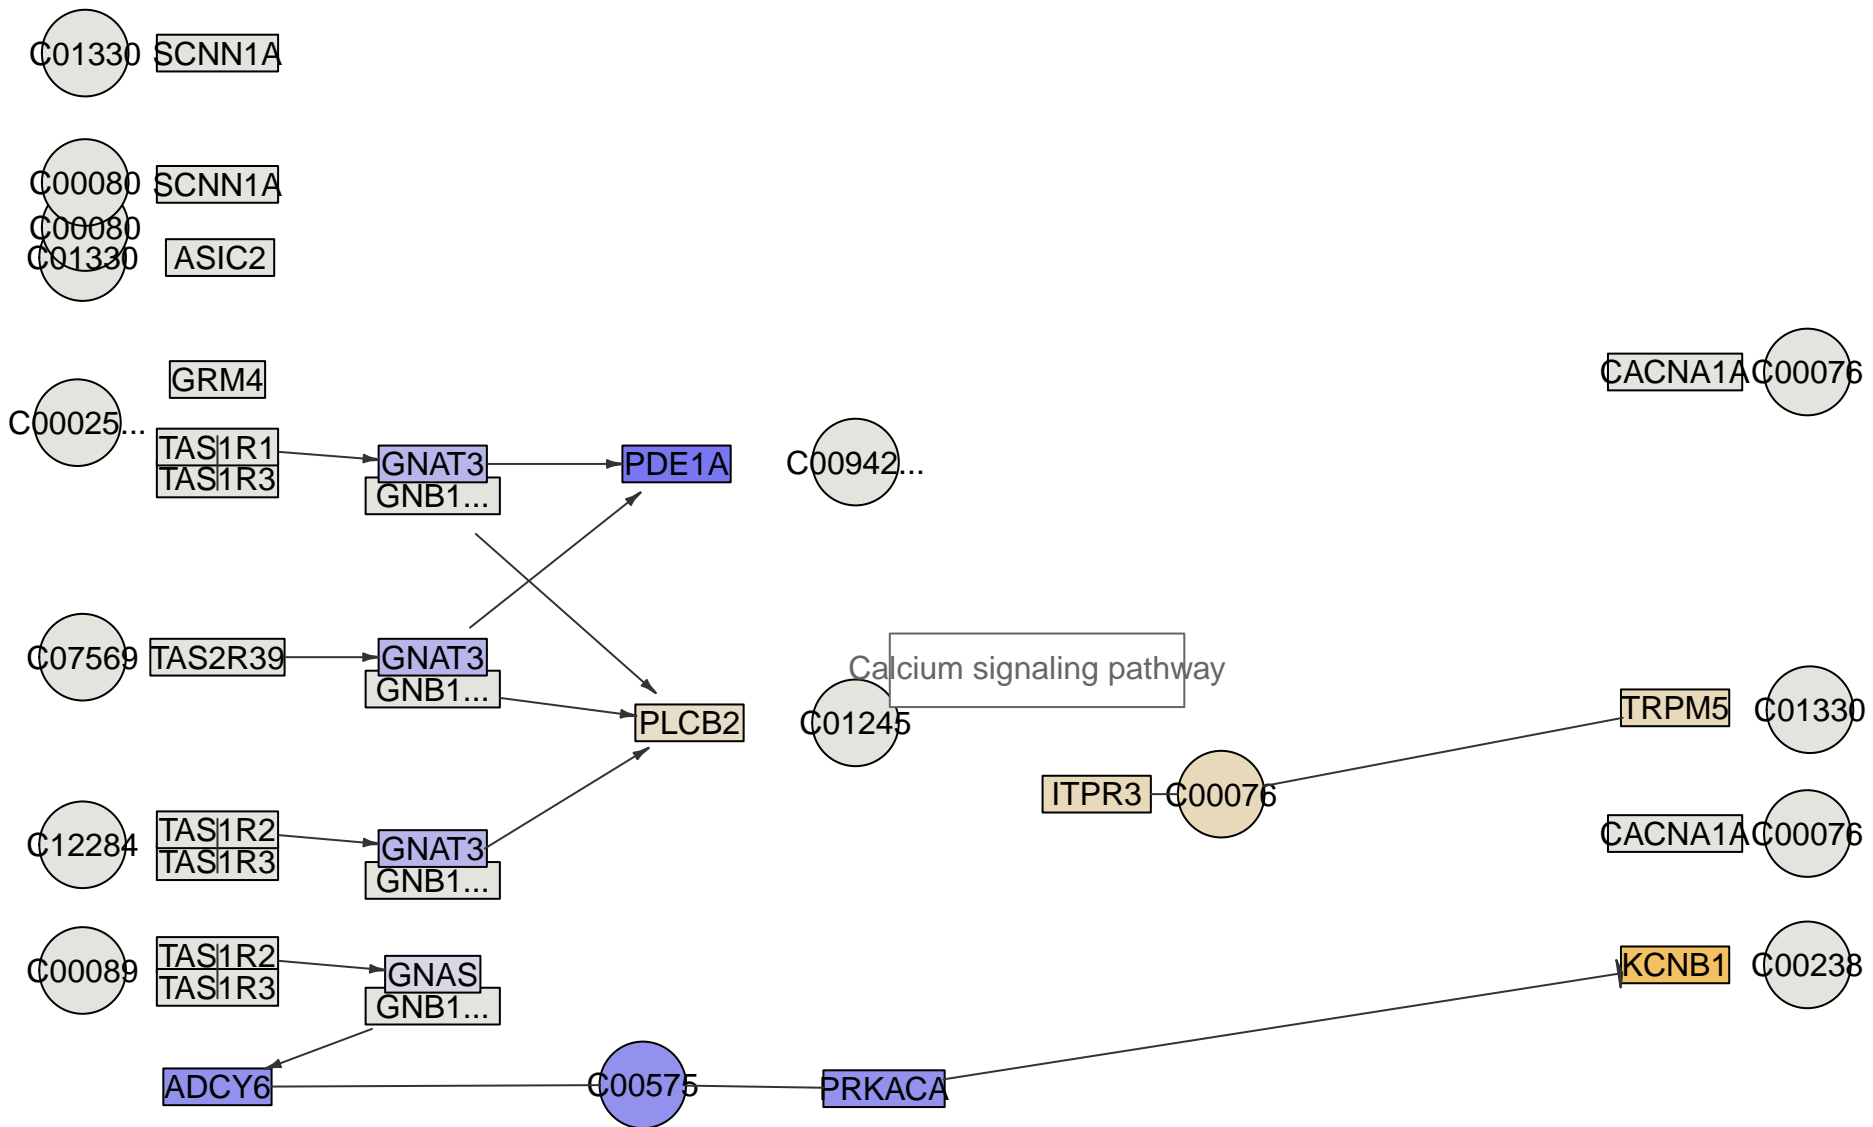 C01330 SCNN1A
C00080 SCNN1A
C00080
C01330 ASIC2
GRM4
CACNA1A C00076
C00025...
TAS1R1
TAS1R3
GNAT3
GNB1...
PDE1A
C00942...
C07569 TAS2R39
GNAT3
GNB1...
Calcium signaling pathway
PLCB2
C01245
TRPM5 C01330
ITPR3 C00076
C12284
TAS1R2
TAS1R3
GNAT3
GNB1...
CACNA1A C00076
C00089
TAS1R2
TAS1R3
GNAS
GNB1...
KCNB1 C00238
ADCY6
C00575
PRKACA